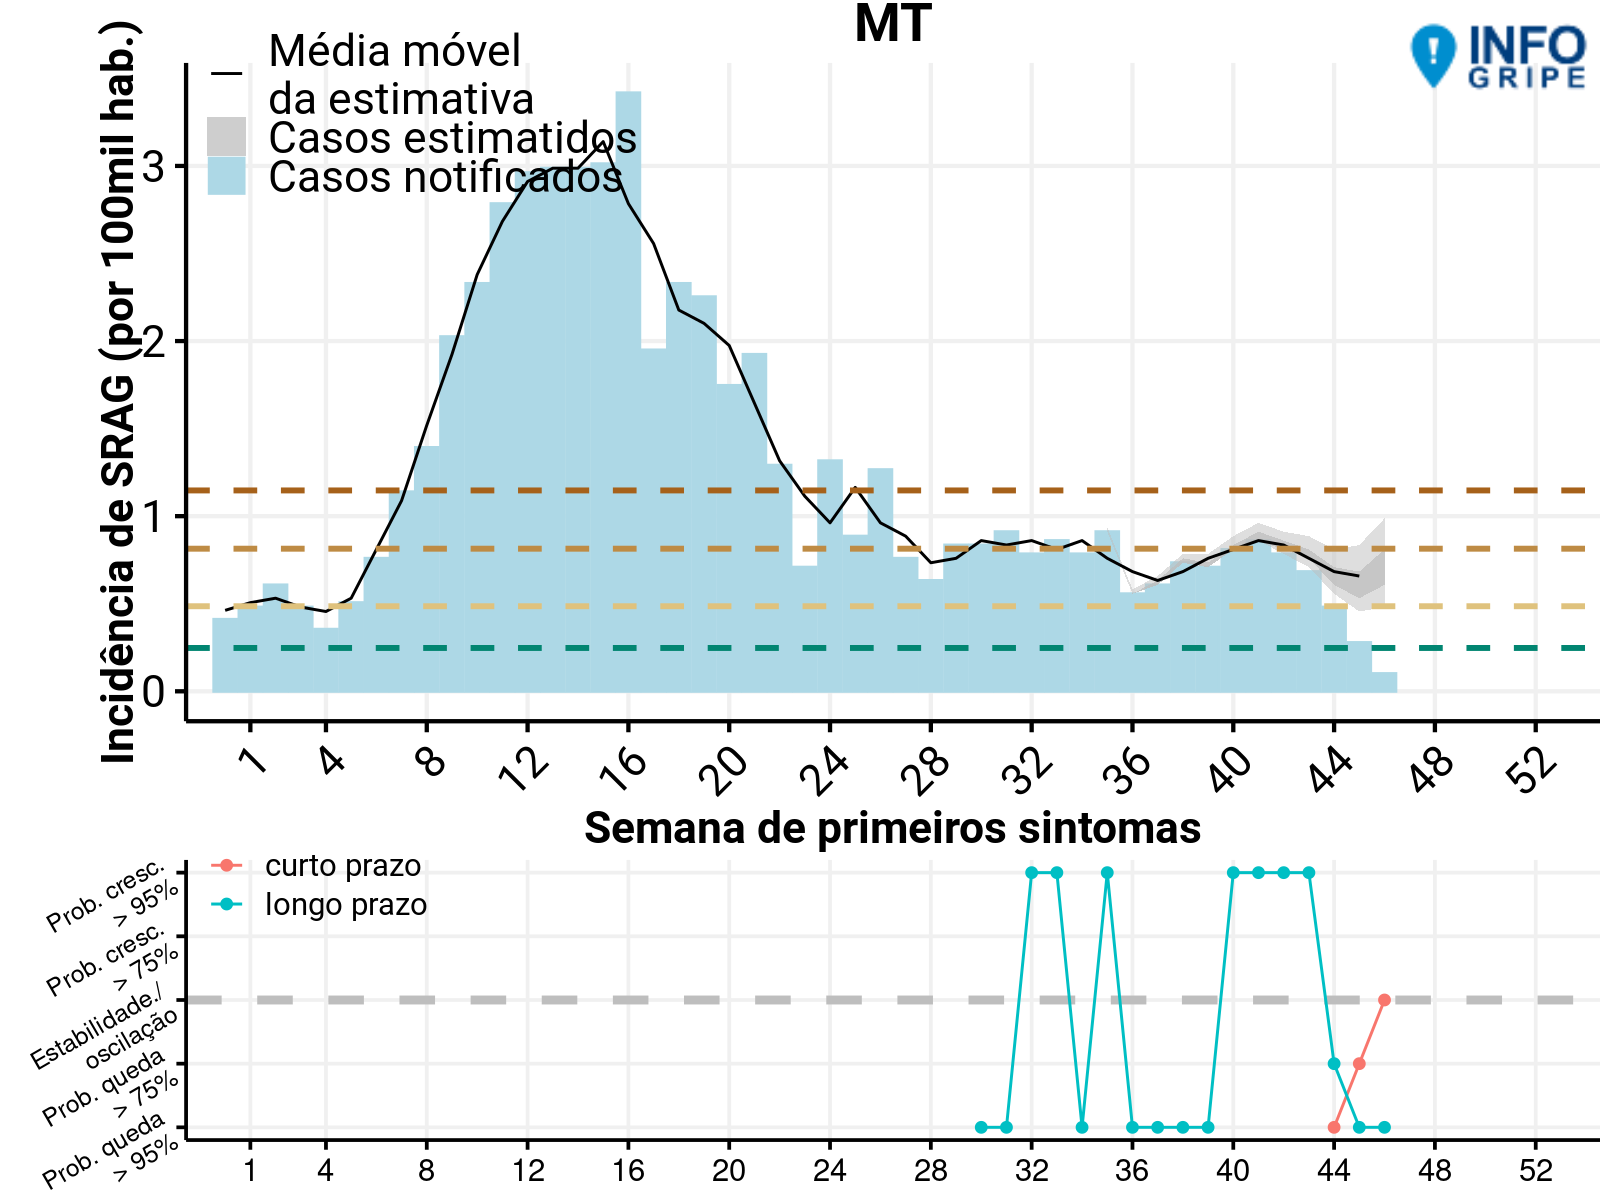 MT
INFO
GRIPE
Média móvel
da estimativa
Casos estimatidos
Casos notificados
Incidência de SRAG (por 100mil hab.)
3
2
1
0
1 4 8 12 16 20 24 28 32 36 40 44 48 52
Semana de primeiros sintomas
curto prazo
longo prazo
Prob. cresc.
> 95%
Prob. cresc.
> 75%
Estabilidade./
oscilação
Prob. queda
> 75%
Prob. queda
> 95%
1 4 8 12 16 20 24 28 32 36 40 44 48 52